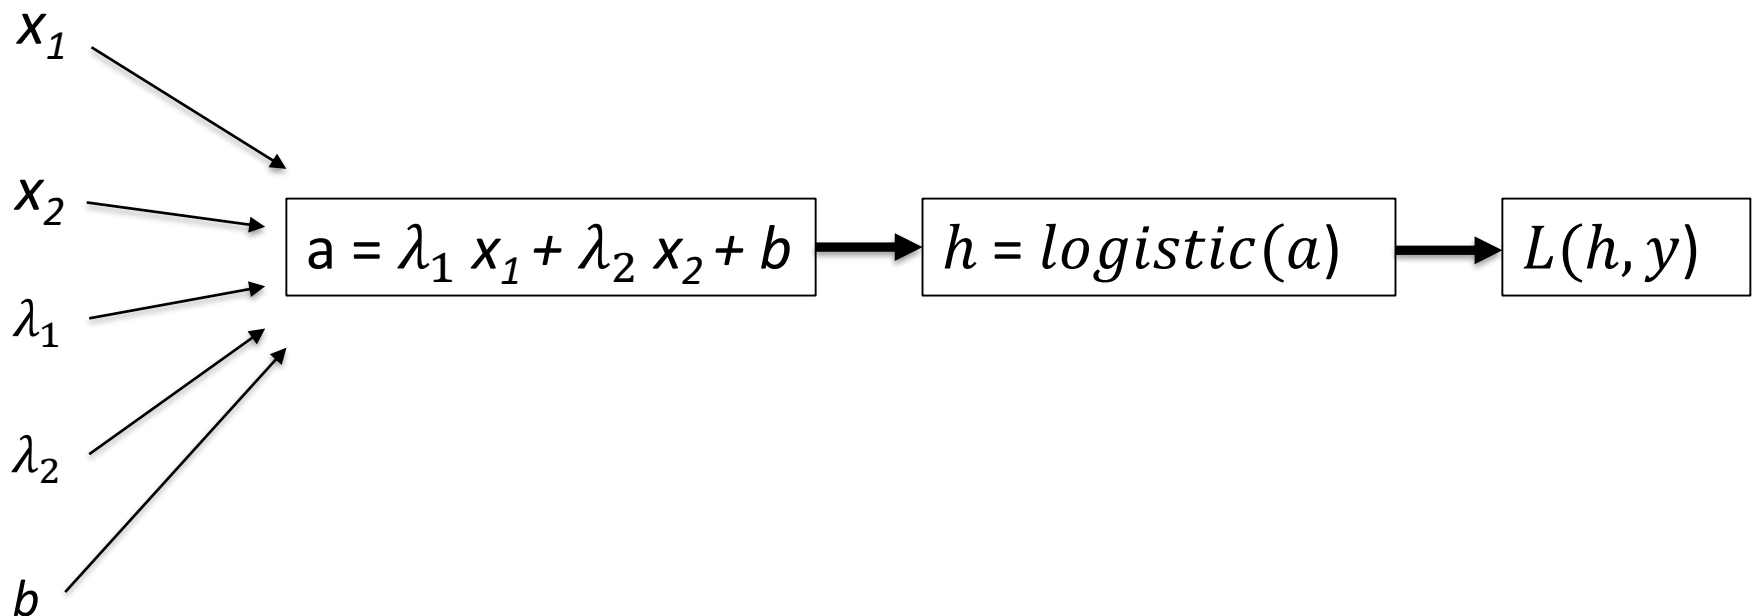 x₁
x₂
a = λ₁ x₁ + λ₂ x₂ + b
h = logistic(a)
L(h, y)
λ₁
λ₂
b